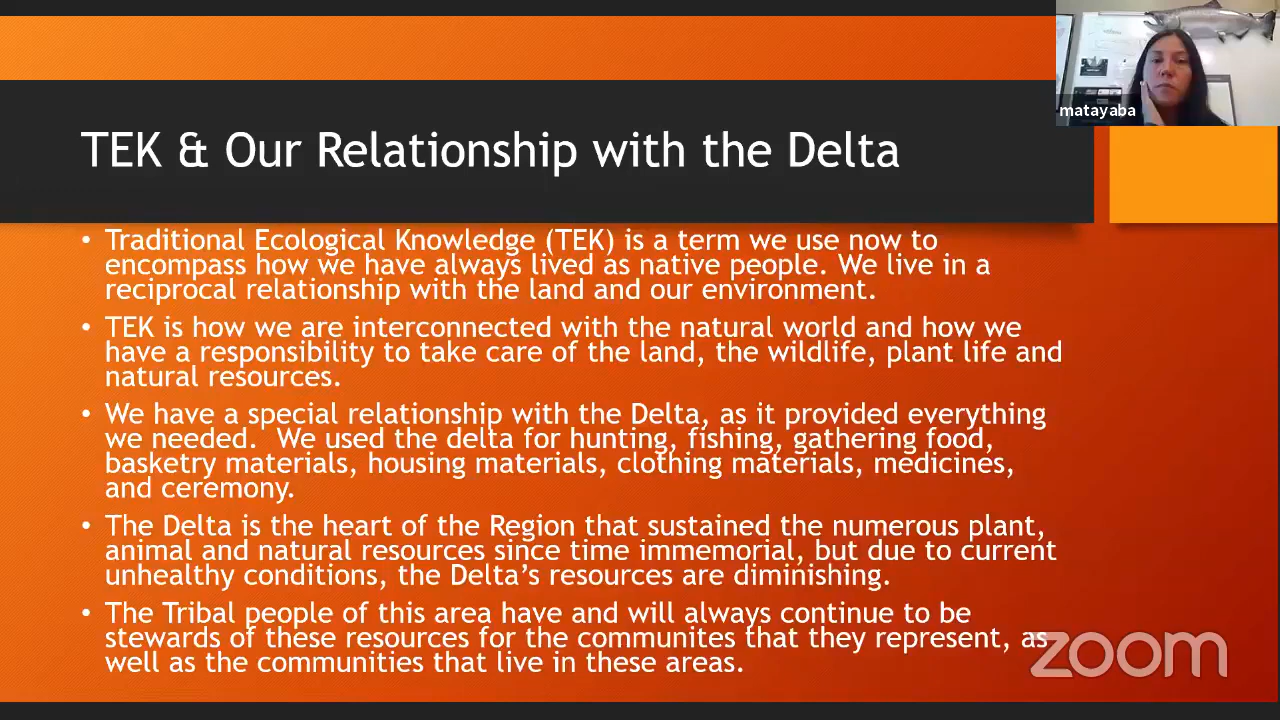 matayaba
TEK & Our Relationship with the Delta
• Traditional Ecological Knowledge (TEK) is a term we use now to
encompass how we have always lived as native people. We live in a
reciprocal relationship with the land and our environment.
• TEK is how we are interconnected with the natural world and how we
have a responsibility to take care of the land, the wildlife, plant life and
natural resources.
• We have a special relationship with the Delta, as it provided everything
we needed.  We used the delta for hunting, fishing, gathering food,
basketry materials, housing materials, clothing materials, medicines,
and ceremony.
• The Delta is the heart of the Region that sustained the numerous plant,
animal and natural resources since time immemorial, but due to current
unhealthy conditions, the Delta’s resources are diminishing.
• The Tribal people of this area have and will always continue to be
stewards of these resources for the communites that they represent, as
well as the communities that live in these areas.
zoom